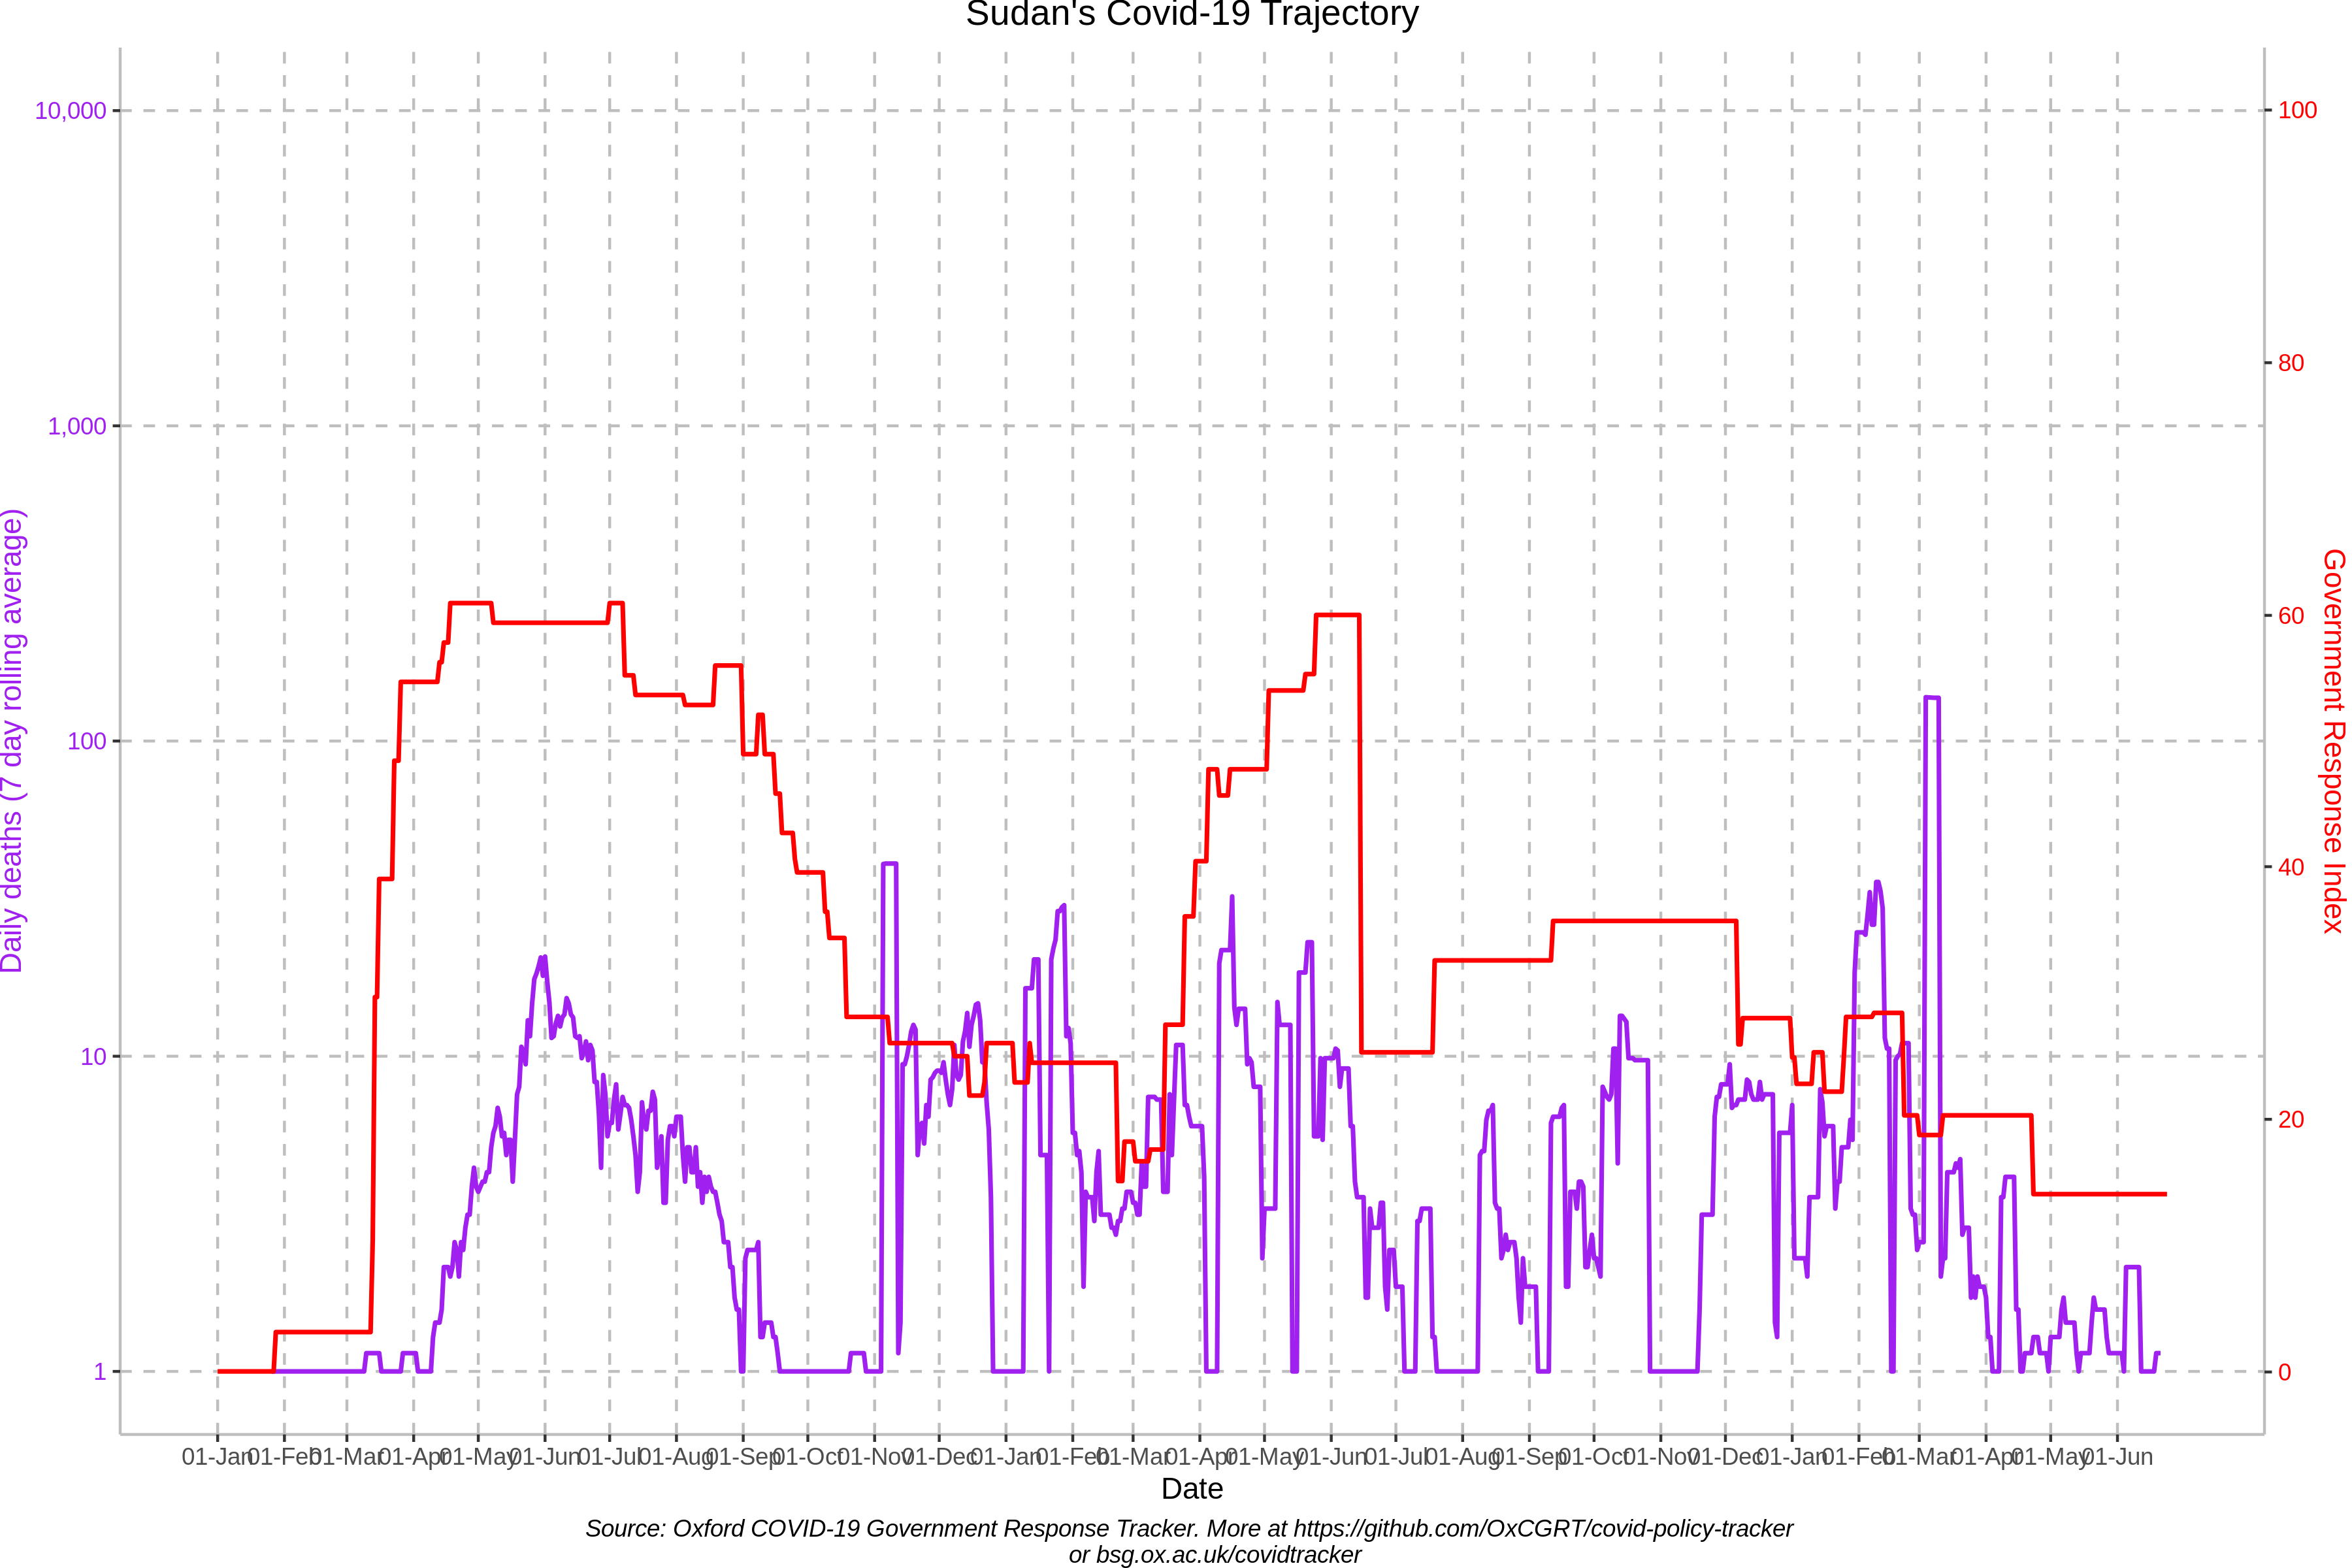 Sudan's Covid-19 Trajectory
10,000
1,000
100
10
1
Daily deaths (7 day rolling average)
100
80
60
40
20
0
Government Response Index
01-Jan 01-Feb 01-Mar 01-Apr 01-May 01-Jun 01-Jul 01-Aug 01-Sep 01-Oct 01-Nov 01-Dec 01-Jan 01-Feb 01-Mar 01-Apr 01-May 01-Jun 01-Jul 01-Aug 01-Sep 01-Oct 01-Nov 01-Dec 01-Jan 01-Feb 01-Mar 01-Apr 01-May 01-Jun
Date
Source: Oxford COVID-19 Government Response Tracker. More at https://github.com/OxCGRT/covid-policy-tracker
or bsg.ox.ac.uk/covidtracker